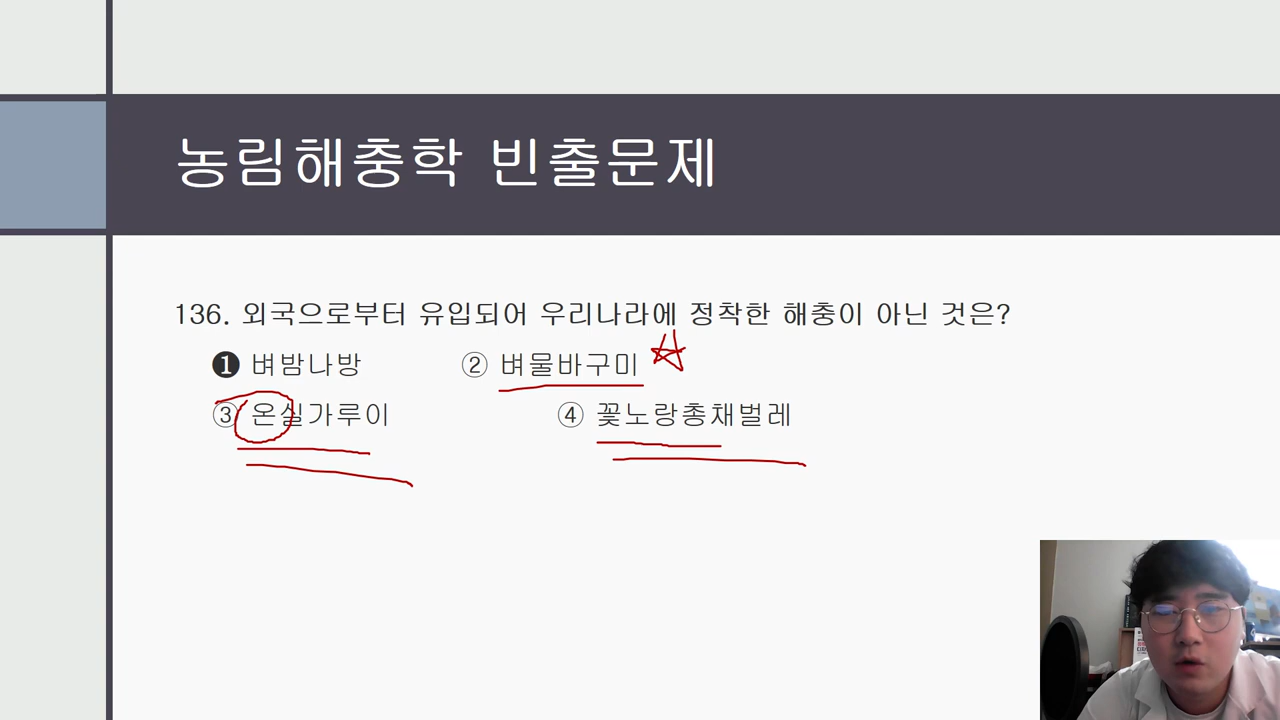 농림해충학 빈출문제
136. 외국으로부터 유입되어 우리나라에 정착한 해충이 아닌 것은?
❶ 벼밤나방 ② 벼물바구미
③ 온실가루이 ④ 꽃노랑총채벌레